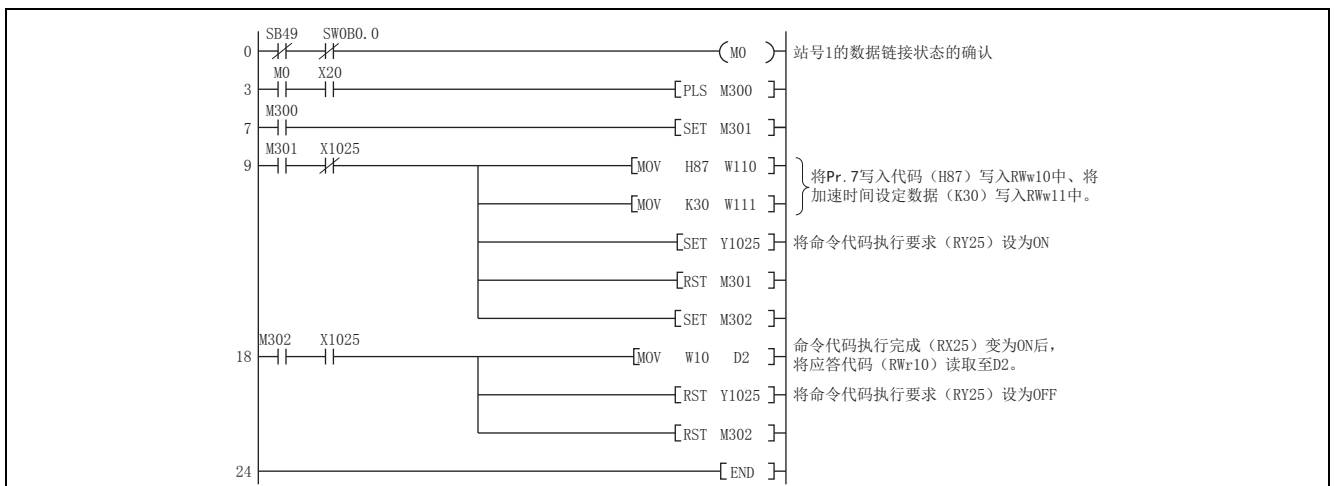 SB49 SW0B0.0
0 M0 站号1的数据链接状态的确认
M0 X20
3 PLS M300
M300
7 SET M301
M301 X1025
9 MOV H87 W110
将Pr.7写入代码（H87）写入RWw10中、将
加速时间设定数据（K30）写入RWw11中。
MOV K30 W111
SET Y1025 将命令代码执行要求（RY25）设为ON
RST M301
SET M302
M302 X1025
18 MOV W10 D2
命令代码执行完成（RX25）变为ON后，
将应答代码（RWr10）读取至D2。
RST Y1025 将命令代码执行要求（RY25）设为OFF
RST M302
24 END